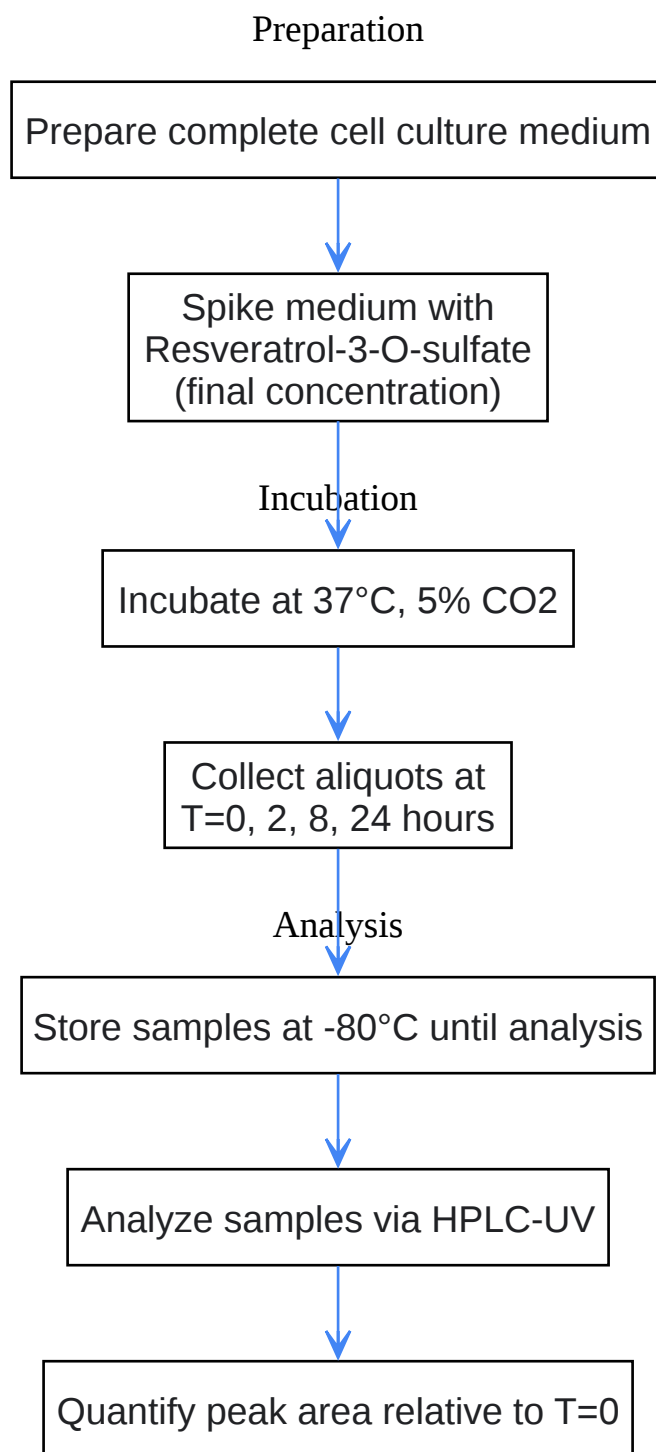 Preparation
Prepare complete cell culture medium
Spike medium with
Resveratrol-3-O-sulfate
(final concentration)
Incubation
Incubate at 37°C, 5% CO2
Collect aliquots at
T=0, 2, 8, 24 hours
Analysis
Store samples at -80°C until analysis
Analyze samples via HPLC-UV
Quantify peak area relative to T=0